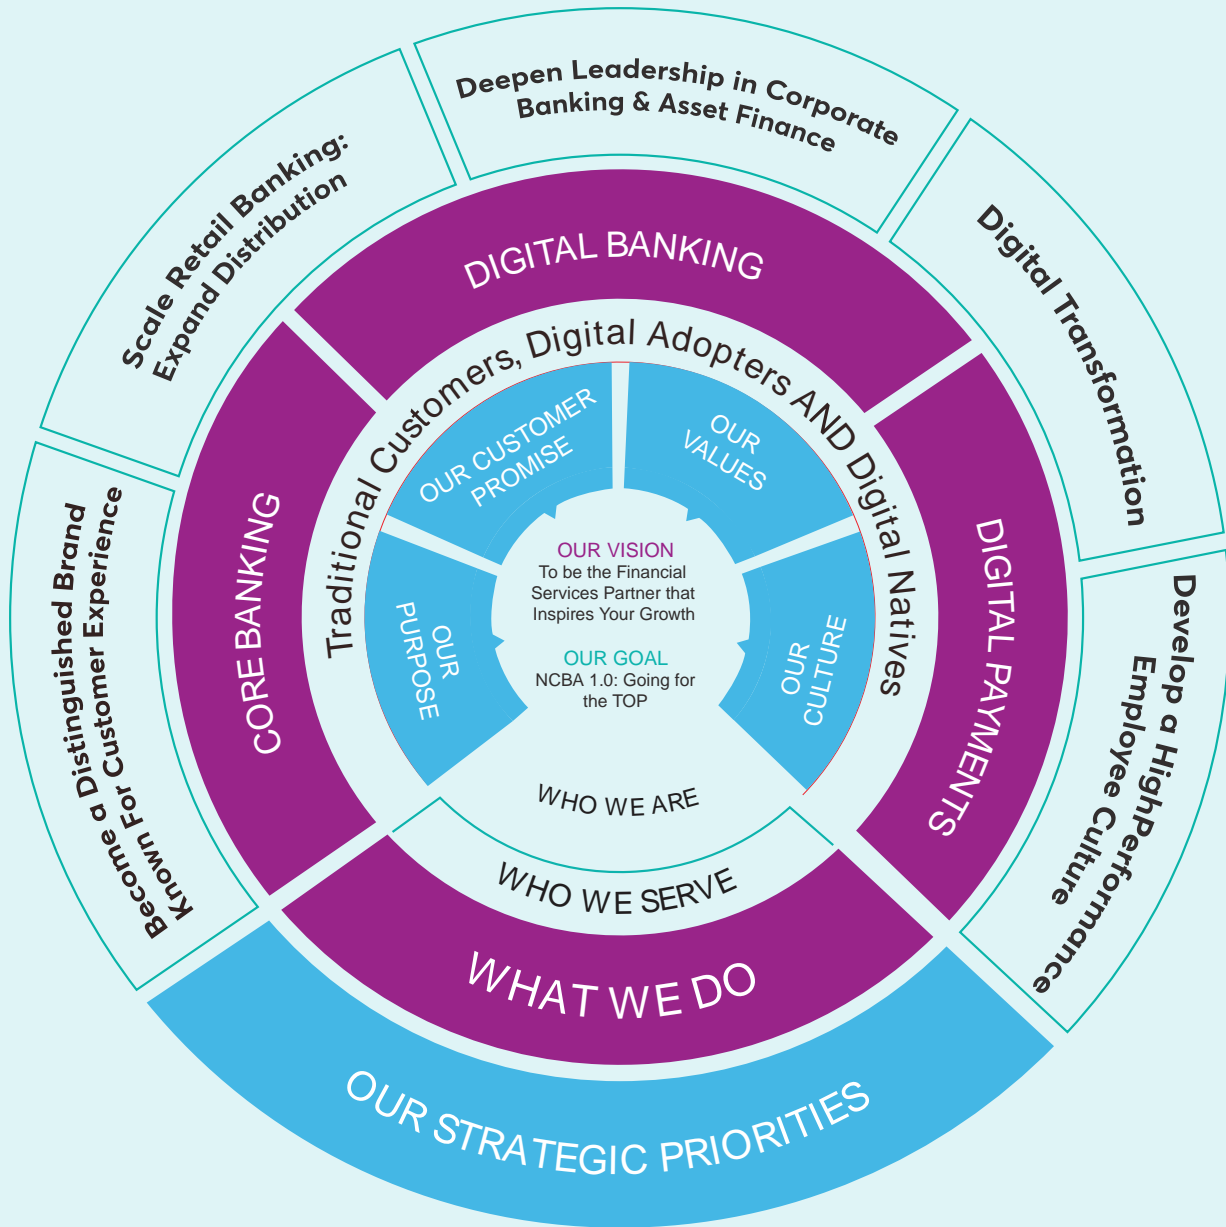 Deepen Leadership in Corporate
Banking & Asset Finance
Scale Retail Banking:
Expand Distribution
Digital Transformation
Become a Distinguished Brand
Known For Customer Experience
Develop a HighPerformance
Employee Culture
DIGITAL BANKING
CORE BANKING
DIGITAL PAYMENTS
Traditional Customers, Digital Adopters AND Digital Natives
OUR CUSTOMER
PROMISE
OUR
VALUES
OUR
PURPOSE
OUR
CULTURE
OUR VISION
To be the Financial
Services Partner that
Inspires Your Growth
OUR GOAL
NCBA 1.0: Going for
the TOP
WHO WE ARE
WHO WE SERVE
WHAT WE DO
OUR STRATEGIC PRIORITIES